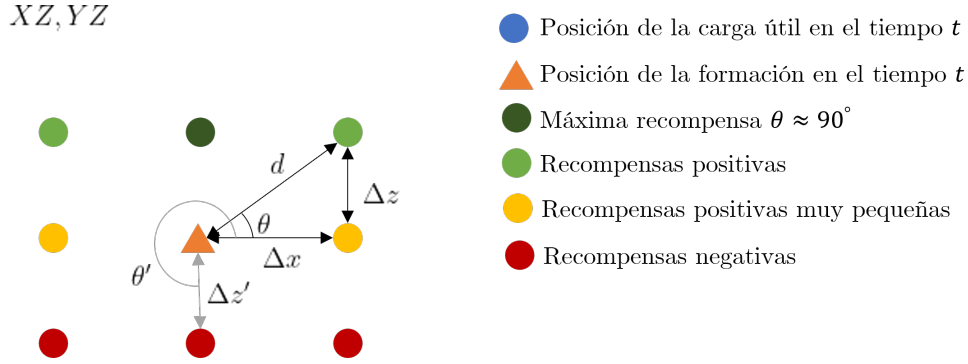 XZ, YZ
Posición de la carga útil en el tiempo t
Posición de la formación en el tiempo t
Máxima recompensa θ ≈ 90°
Recompensas positivas
Recompensas positivas muy pequeñas
Recompensas negativas
d
Δz
θ
Δx
θ′
Δz′